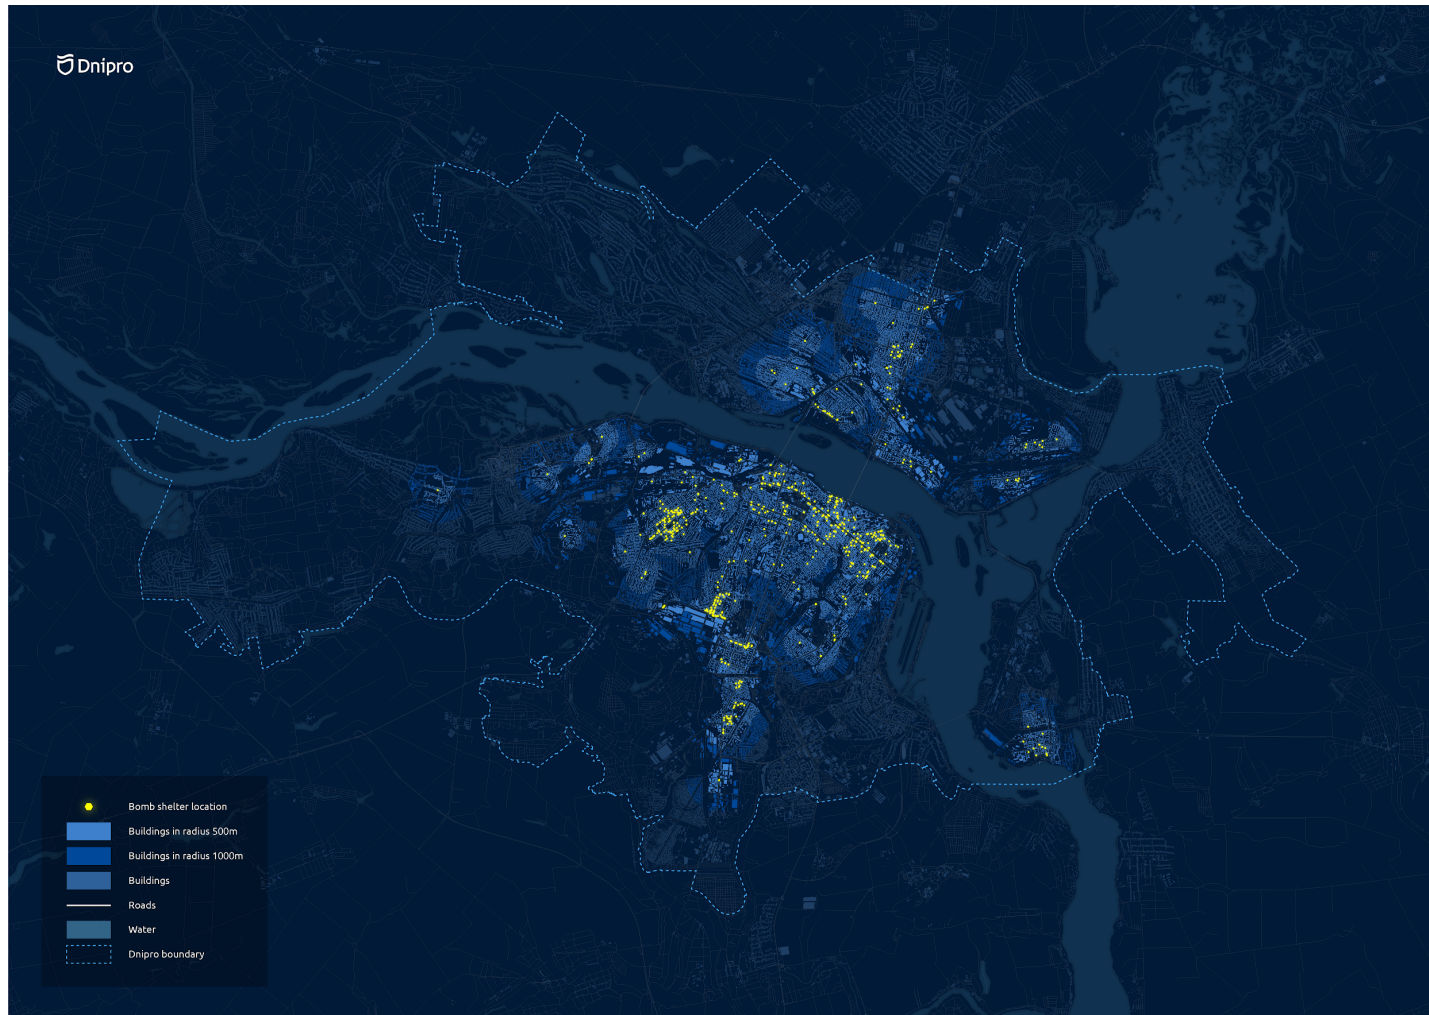 Dnipro
Bomb shelter location
Buildings in radius 500m
Buildings in radius 1000m
Buildings
Roads
Water
Dnipro boundary